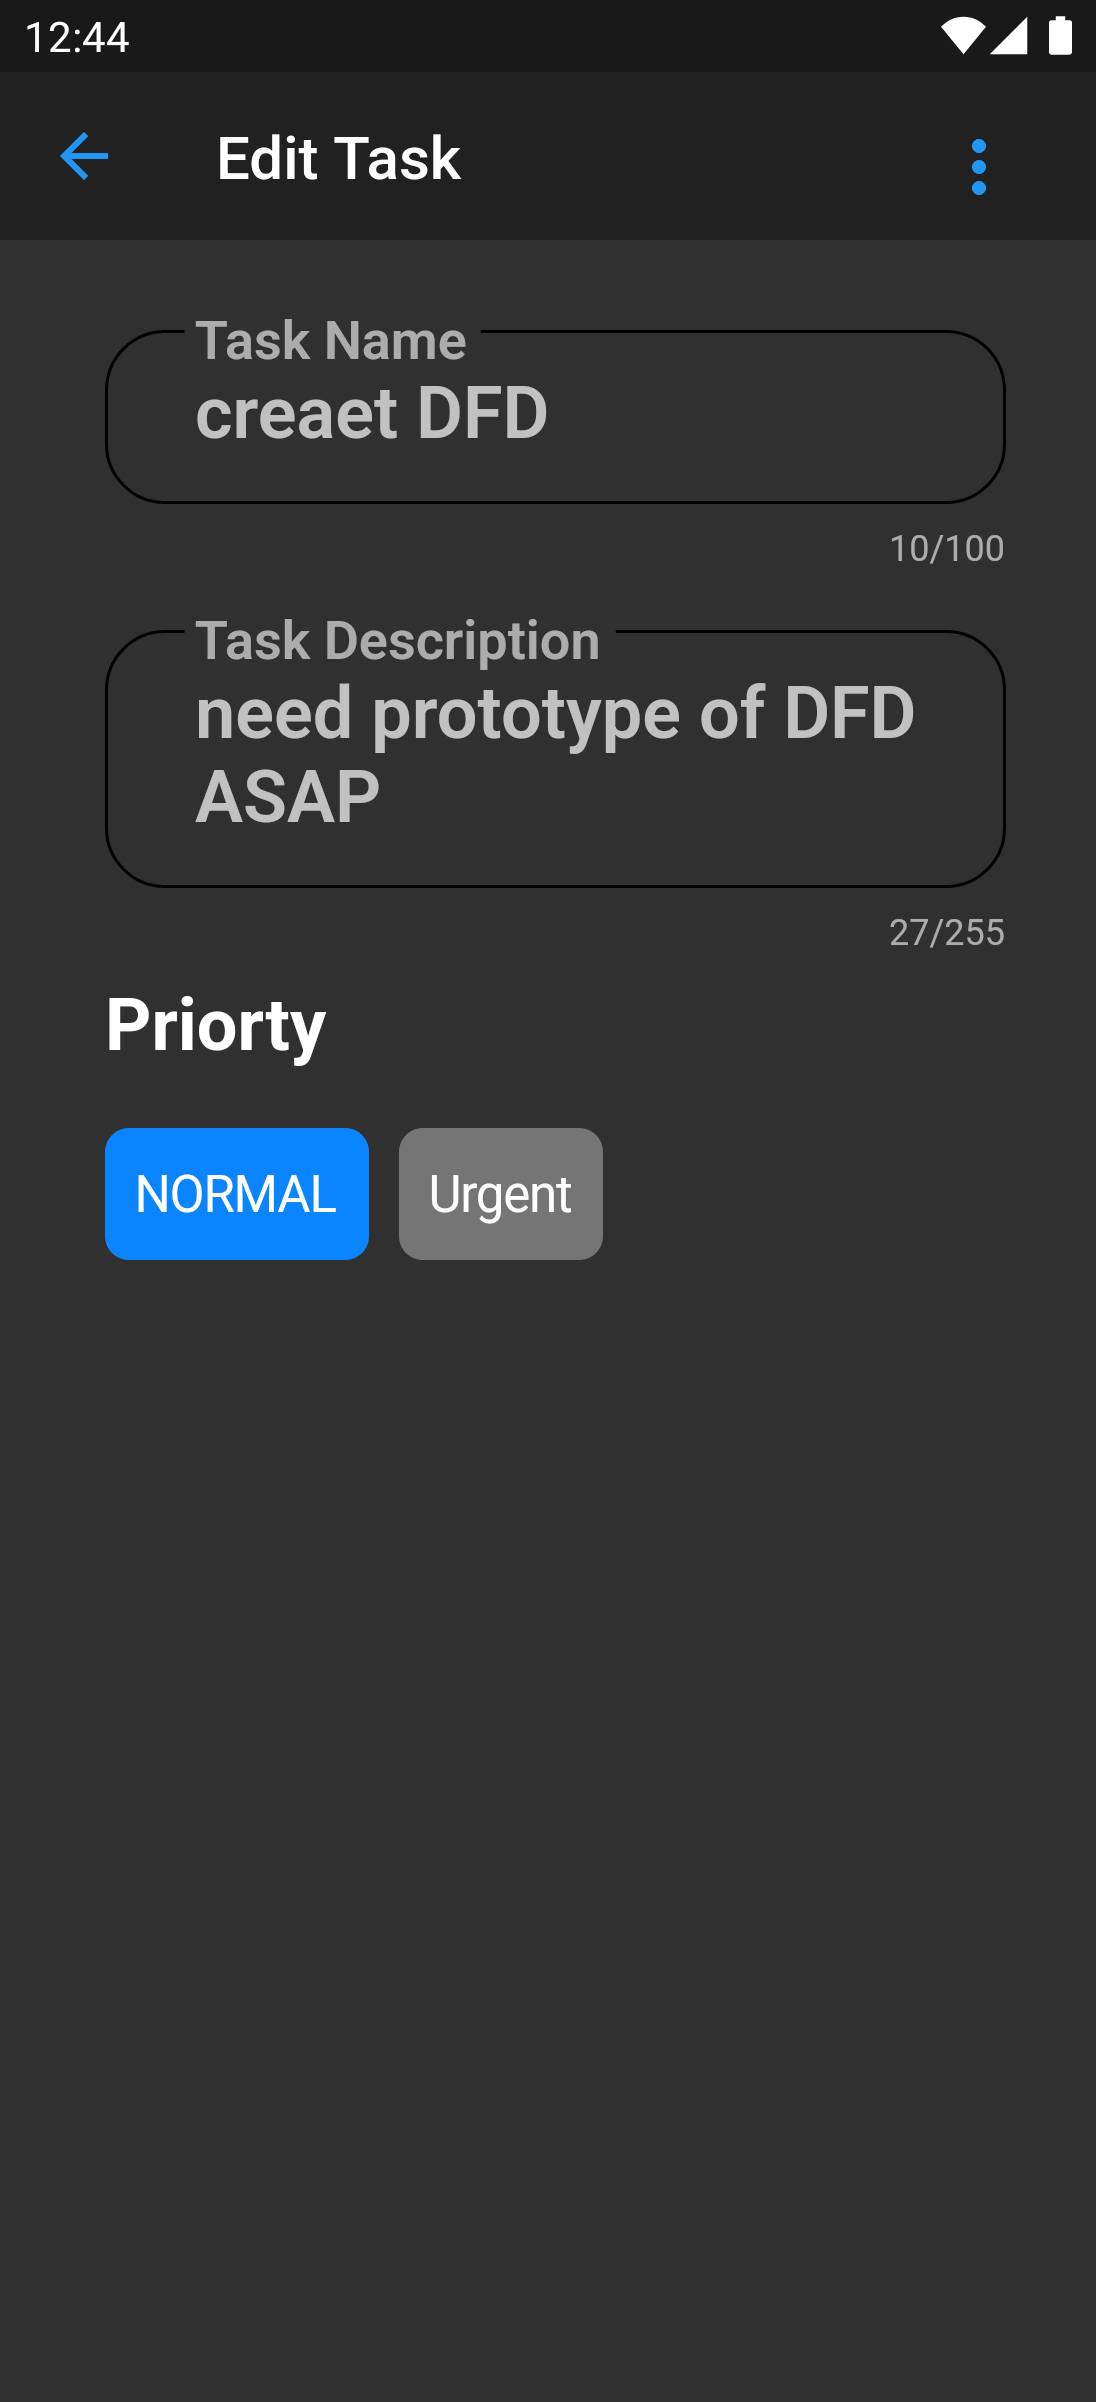 12:44
Edit Task
Task Name
creaet DFD
10/100
Task Description
need prototype of DFD
ASAP
27/255
Priorty
NORMAL
Urgent